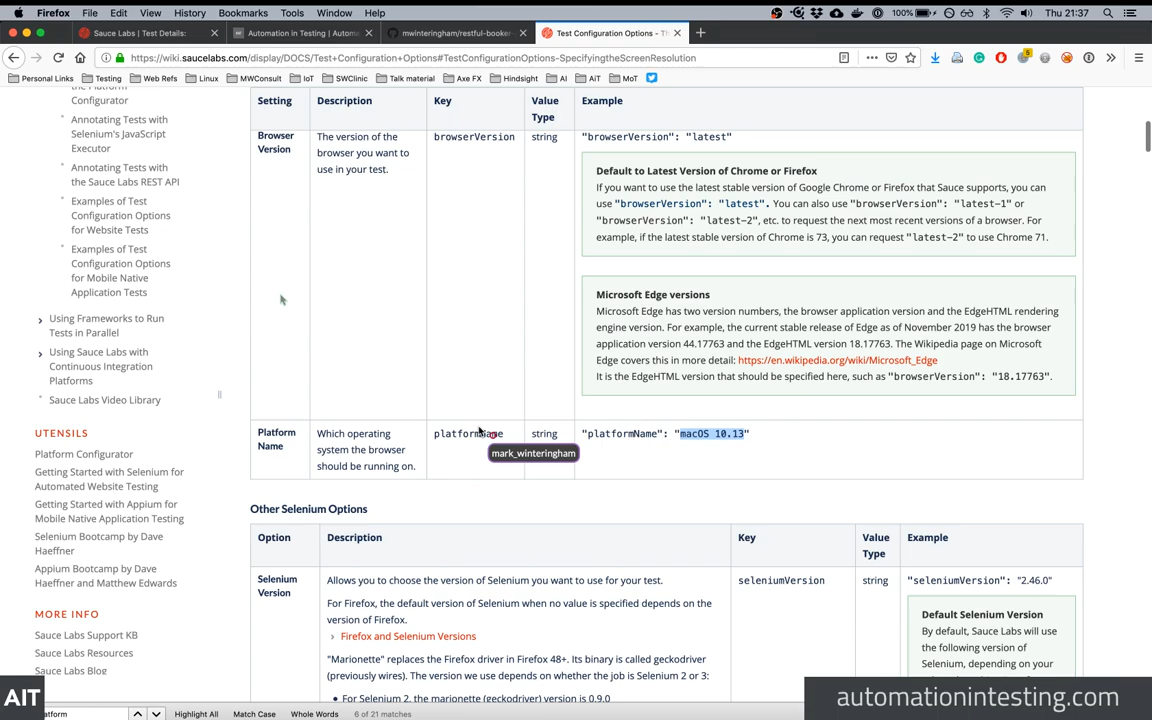 Firefox File Edit View History Bookmarks Tools Window Help 100% Thu 21:37
Sauce Labs | Test Details: Automation in Testing | Automa mwinteringham/restful-booker- Test Configuration Options - T
https://wiki.saucelabs.com/display/DOCS/Test+Configuration+Options#TestConfigurationOptions-SpecifyingtheScreenResolution
Personal Links Testing Web Refs Linux MWConsult IoT SWClinic Talk material Axe FX Hindsight AI AiT MoT
the Platform
Configurator
Annotating Tests with
Selenium's JavaScript
Executor
Annotating Tests with
the Sauce Labs REST API
Examples of Test
Configuration Options
for Website Tests
Examples of Test
Configuration Options
for Mobile Native
Application Tests
Using Frameworks to Run
Tests in Parallel
Using Sauce Labs with
Continuous Integration
Platforms
Sauce Labs Video Library
UTENSILS
Platform Configurator
Getting Started with Selenium for
Automated Website Testing
Getting Started with Appium for
Mobile Native Application Testing
Selenium Bootcamp by Dave
Haeffner
Appium Bootcamp by Dave
Haeffner and Matthew Edwards
MORE INFO
Sauce Labs Support KB
Sauce Labs Resources
Sauce Labs Blog
Setting Description Key Value Type Example
Browser Version
The version of the
browser you want to
use in your test.
browserVersion
string
"browserVersion": "latest"
Default to Latest Version of Chrome or Firefox
If you want to use the latest stable version of Google Chrome or Firefox that Sauce supports, you can
use "browserVersion": "latest". You can also use "browserVersion": "latest-1" or
"browserVersion": "latest-2", etc. to request the next most recent versions of a browser. For
example, if the latest stable version of Chrome is 73, you can request "latest-2" to use Chrome 71.
Microsoft Edge versions
Microsoft Edge has two version numbers, the browser application version and the EdgeHTML rendering
engine version. For example, the current stable release of Edge as of November 2019 has the browser
application version 44.17763 and the EdgeHTML version 18.17763. The Wikipedia page on Microsoft
Edge covers this in more detail: https://en.wikipedia.org/wiki/Microsoft_Edge
It is the EdgeHTML version that should be specified here, such as "browserVersion": "18.17763".
Platform Name
Which operating
system the browser
should be running on.
platformName
string
"platformName": "macOS 10.13"
mark_winteringham
Other Selenium Options
Option Description Key Value Type Example
Selenium Version
Allows you to choose the version of Selenium you want to use for your test.
For Firefox, the default version of Selenium when no value is specified depends on the
version of Firefox.
› Firefox and Selenium Versions
"Marionette" replaces the Firefox driver in Firefox 48+. Its binary is called geckodriver
(previously wires). The version we use depends on whether the job is Selenium 2 or 3:
• For Selenium 2, the marionette (geckodriver) version is 0.9.0
seleniumVersion
string
"seleniumVersion": "2.46.0"
Default Selenium Version
By default, Sauce Labs will use
the following version of
Selenium, depending on your
AIT
automationintesting.com
atform Highlight All Match Case Whole Words 6 of 21 matches